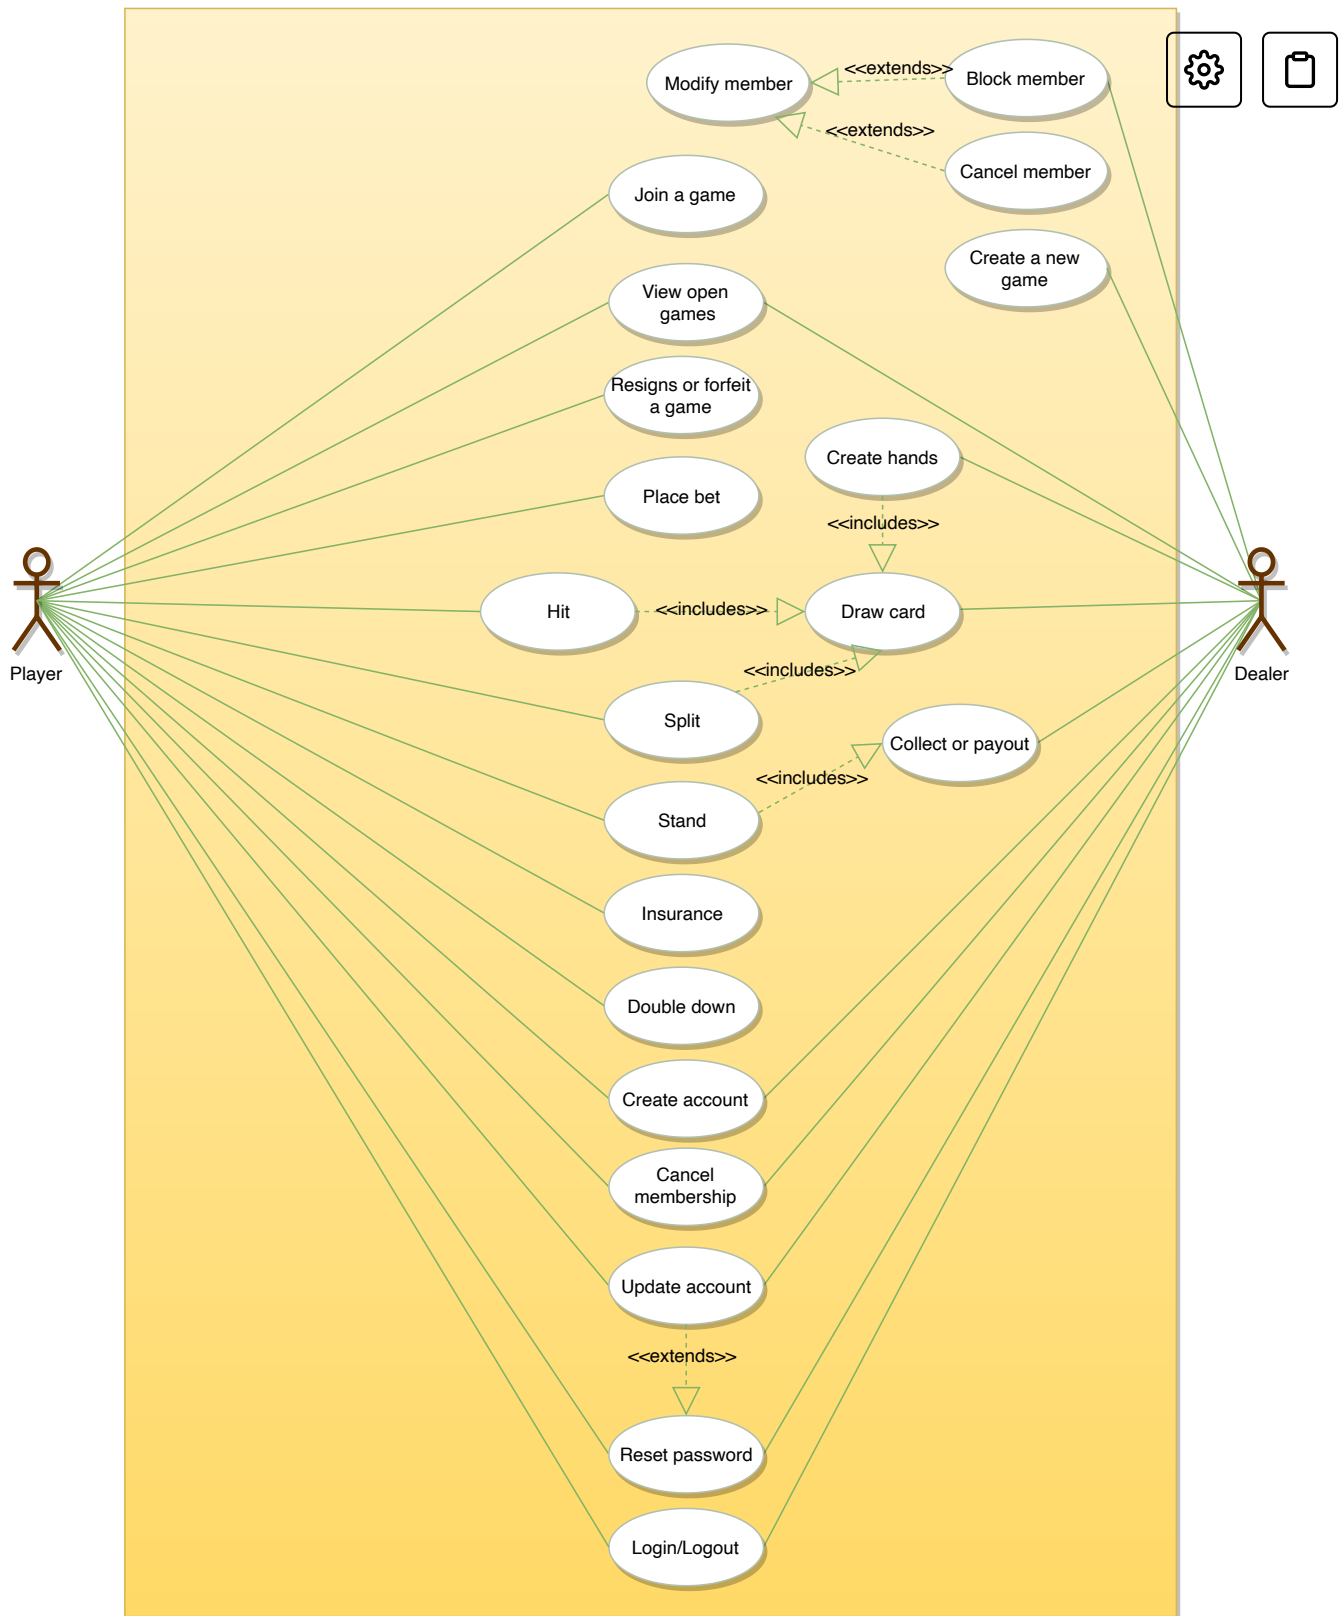 Modify member
<<extends>>
Block member
<<extends>>
Cancel member
Join a game
Create a new
game
View open
games
Resigns or forfeit
a game
Create hands
Place bet
<<includes>>
Hit
<<includes>>
Draw card
Player
Dealer
<<includes>>
Split
Collect or payout
<<includes>>
Stand
Insurance
Double down
Create account
Cancel
membership
Update account
<<extends>>
Reset password
Login/Logout